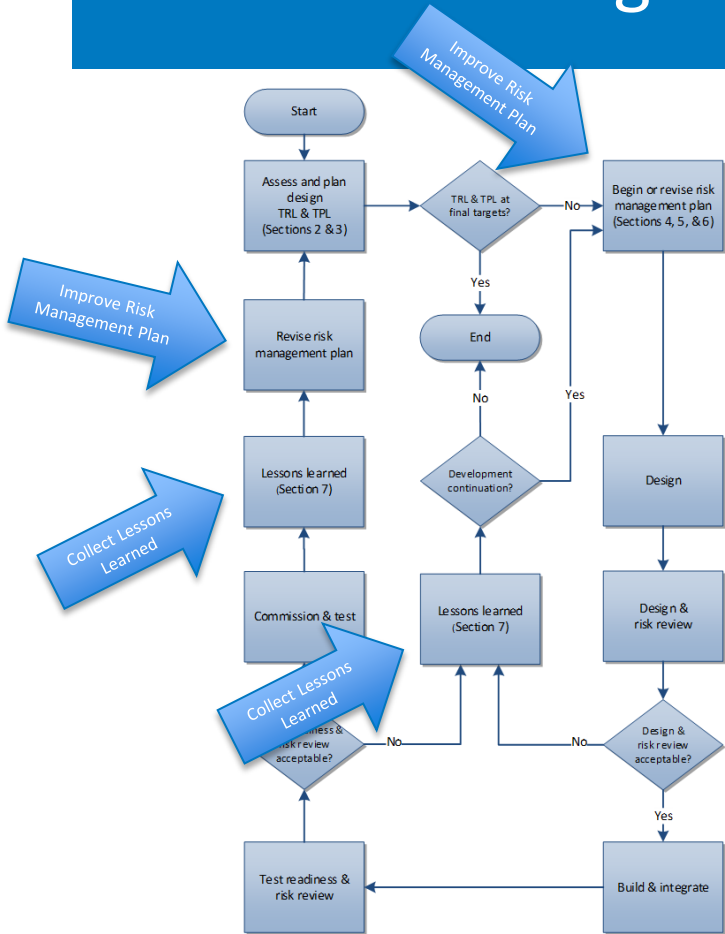 g
Improve Risk
Management Plan
Start
Assess and plan
design
TRL & TPL
(Sections 2 & 3)
TRL & TPL at
final targets?
No
Begin or revise risk
management plan
(Sections 4, 5, & 6)
Yes
Improve Risk
Management Plan
Revise risk
management plan
End
No
Yes
Lessons learned
(Section 7)
Development
continuation?
Design
Collect Lessons
Learned
Commission & test
Lessons learned
(Section 7)
Design &
risk review
Collect Lessons
Learned
&
risk review
acceptable?
No
No
Design &
risk review
acceptable?
Yes
Test readiness &
risk review
Build & integrate